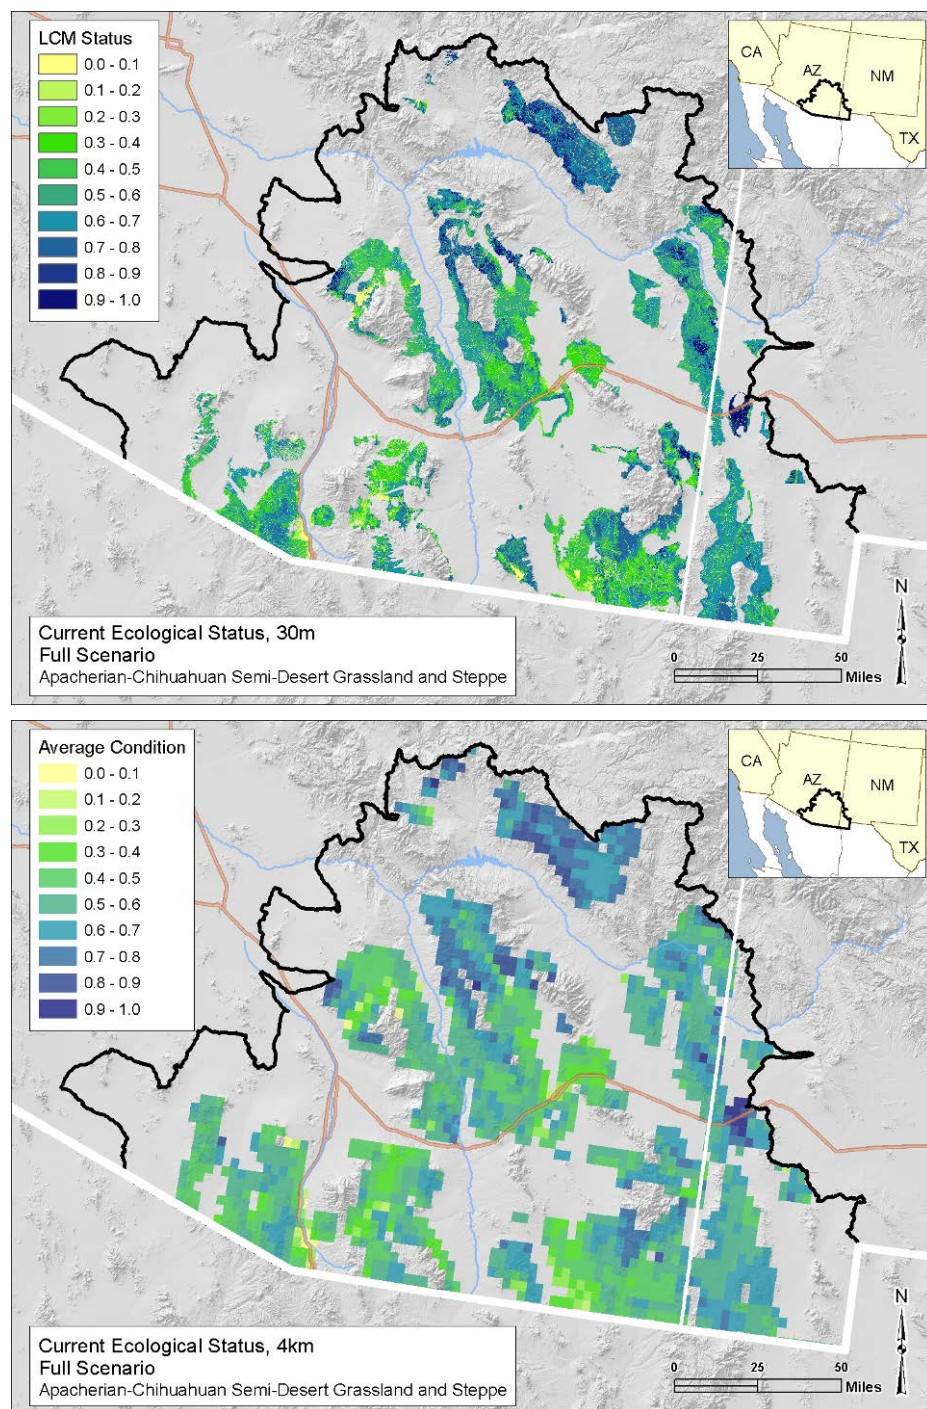 LCM Status
0.0 - 0.1
0.1 - 0.2
0.2 - 0.3
0.3 - 0.4
0.4 - 0.5
0.5 - 0.6
0.6 - 0.7
0.7 - 0.8
0.8 - 0.9
0.9 - 1.0
CA
AZ
NM
TX
N
0 25 50
Miles
Current Ecological Status, 30m
Full Scenario
Apacherian-Chihuahuan Semi-Desert Grassland and Steppe
Average Condition
0.0 - 0.1
0.1 - 0.2
0.2 - 0.3
0.3 - 0.4
0.4 - 0.5
0.5 - 0.6
0.6 - 0.7
0.7 - 0.8
0.8 - 0.9
0.9 - 1.0
CA
AZ
NM
TX
N
0 25 50
Miles
Current Ecological Status, 4km
Full Scenario
Apacherian-Chihuahuan Semi-Desert Grassland and Steppe